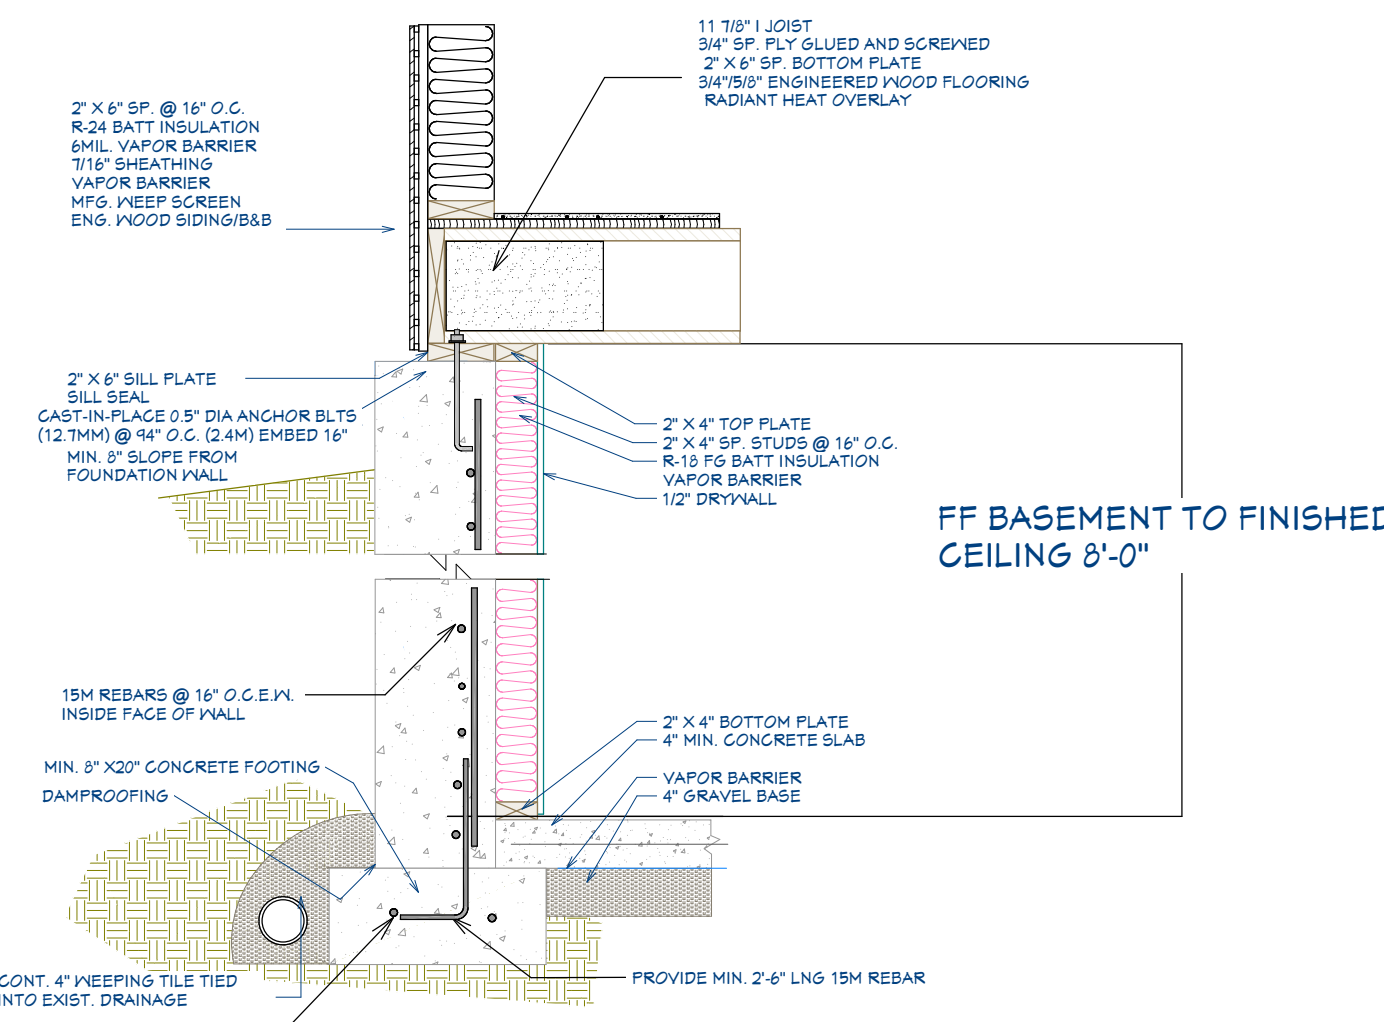 11 7/8" I JOIST
3/4" SP. PLY GLUED AND SCREWED
2" X 6" SP. BOTTOM PLATE
3/4"/5/8" ENGINEERED WOOD FLOORING
RADIANT HEAT OVERLAY
2" X 6" SP. @ 16" O.C.
R-24 BATT INSULATION
6MIL. VAPOR BARRIER
7/16" SHEATHING
VAPOR BARRIER
MFG. WEEP SCREEN
ENG. WOOD SIDING/B&B
2" X 6" SILL PLATE
SILL SEAL
CAST-IN-PLACE 0.5" DIA ANCHOR BLTS
(12.7MM) @ 94" O.C. (2.4M) EMBED 16"
MIN. 8" SLOPE FROM
FOUNDATION WALL
2" X 4" TOP PLATE
2" X 4" SP. STUDS @ 16" O.C.
R-18 FG BATT INSULATION
VAPOR BARRIER
1/2" DRYWALL
FF BASEMENT TO FINISHED
CEILING 8'-0"
15M REBARS @ 16" O.C.E.W.
INSIDE FACE OF WALL
MIN. 8" X20" CONCRETE FOOTING
DAMPROOFING
2" X 4" BOTTOM PLATE
4" MIN. CONCRETE SLAB
VAPOR BARRIER
4" GRAVEL BASE
CONT. 4" WEEPING TILE TIED
INTO EXIST. DRAINAGE
PROVIDE MIN. 2'-6" LNG 15M REBAR